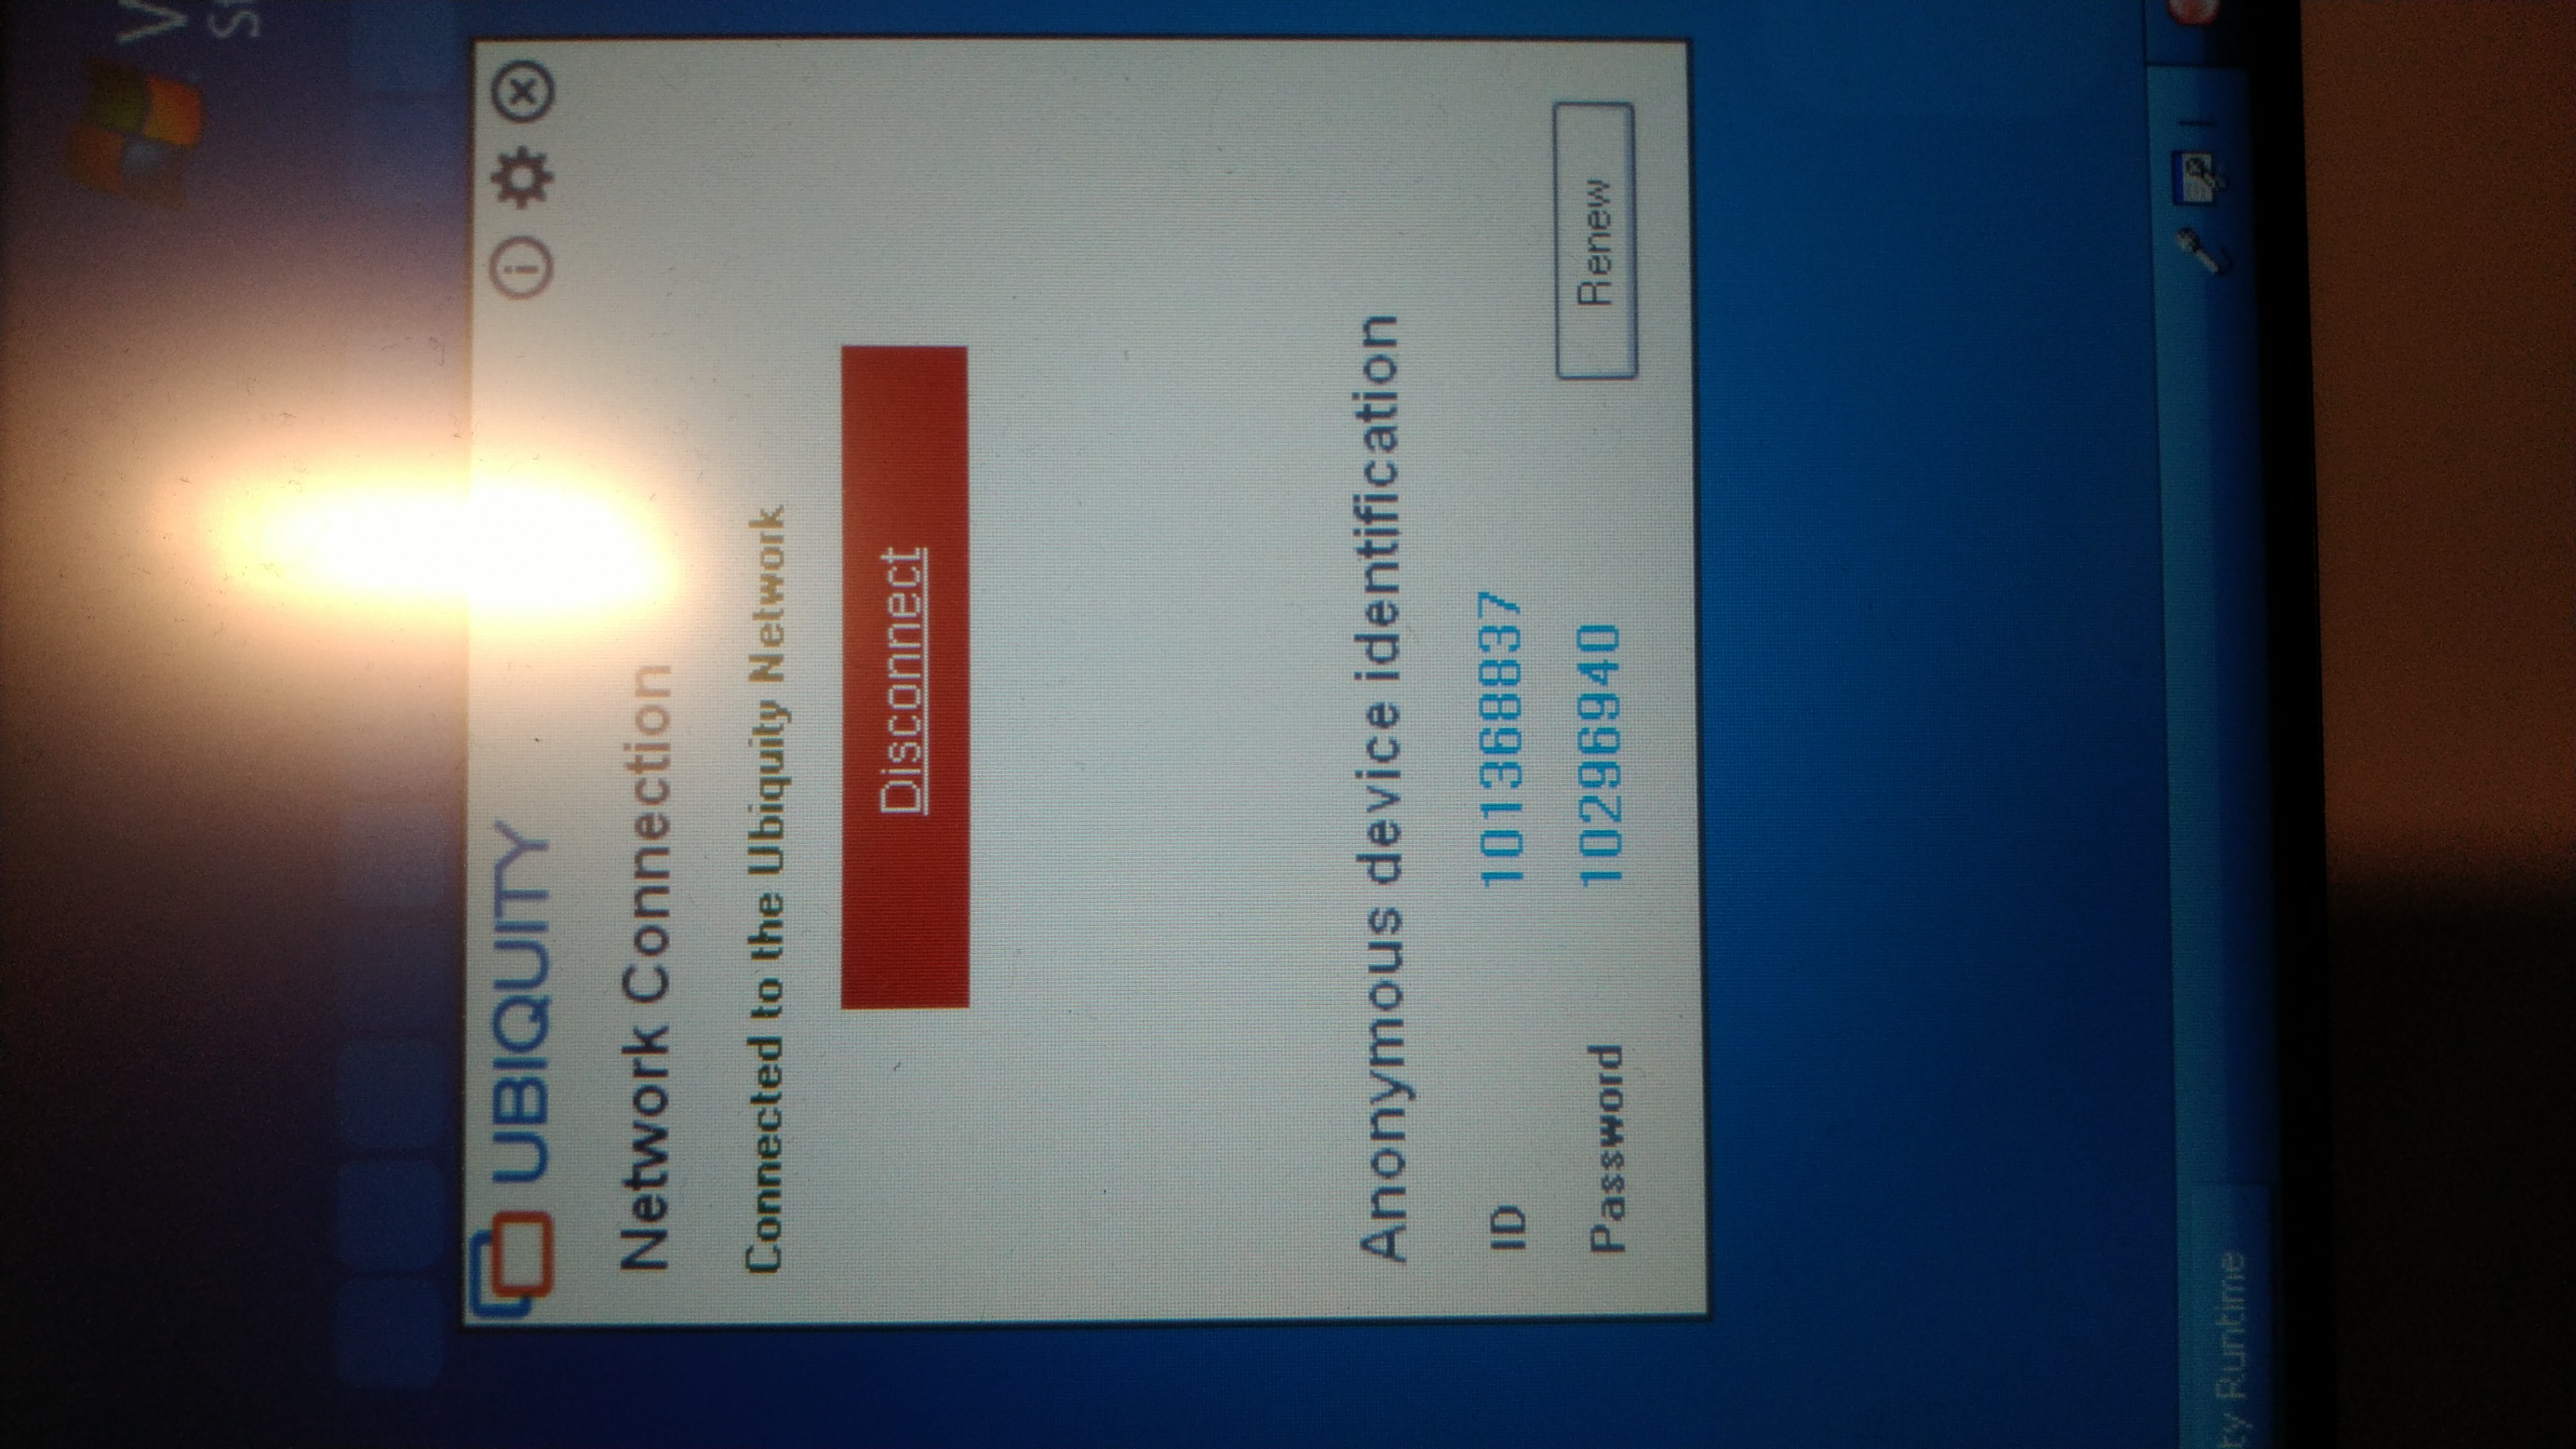 UBIQUITY
Network Connection
Connected to the Ubiquity Network
Disconnect
Anonymous device identification
ID 101368837
Password 10296940
Renew
ty Runtime